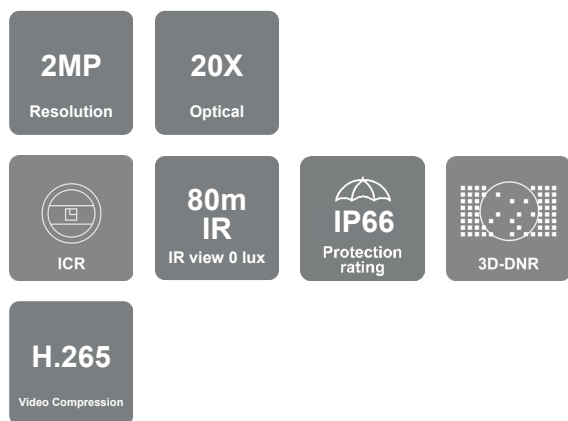 2MP
Resolution
20X
Optical
ICR
80m
IR
IR view 0 lux
IP66
Protection
rating
3D-DNR
H.265
Video Compression